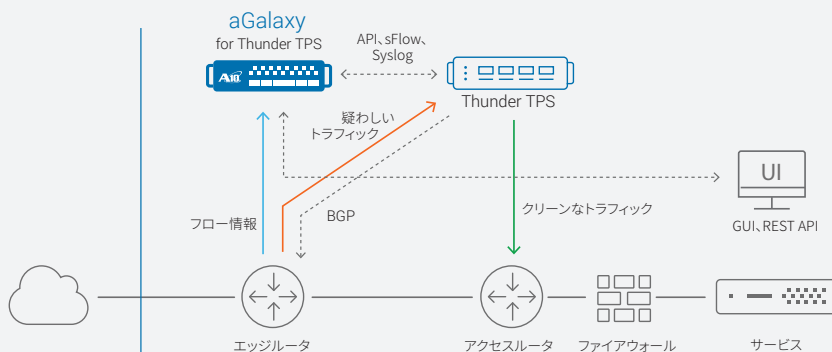 aGalaxy
for Thunder TPS
API、sFlow、
Syslog
A10
Thunder TPS
疑わしい
トラフィック
UI
GUI、REST API
フロー情報
BGP
クリーンなトラフィック
エッジルータ
アクセスルータ
ファイアウォール
サービス